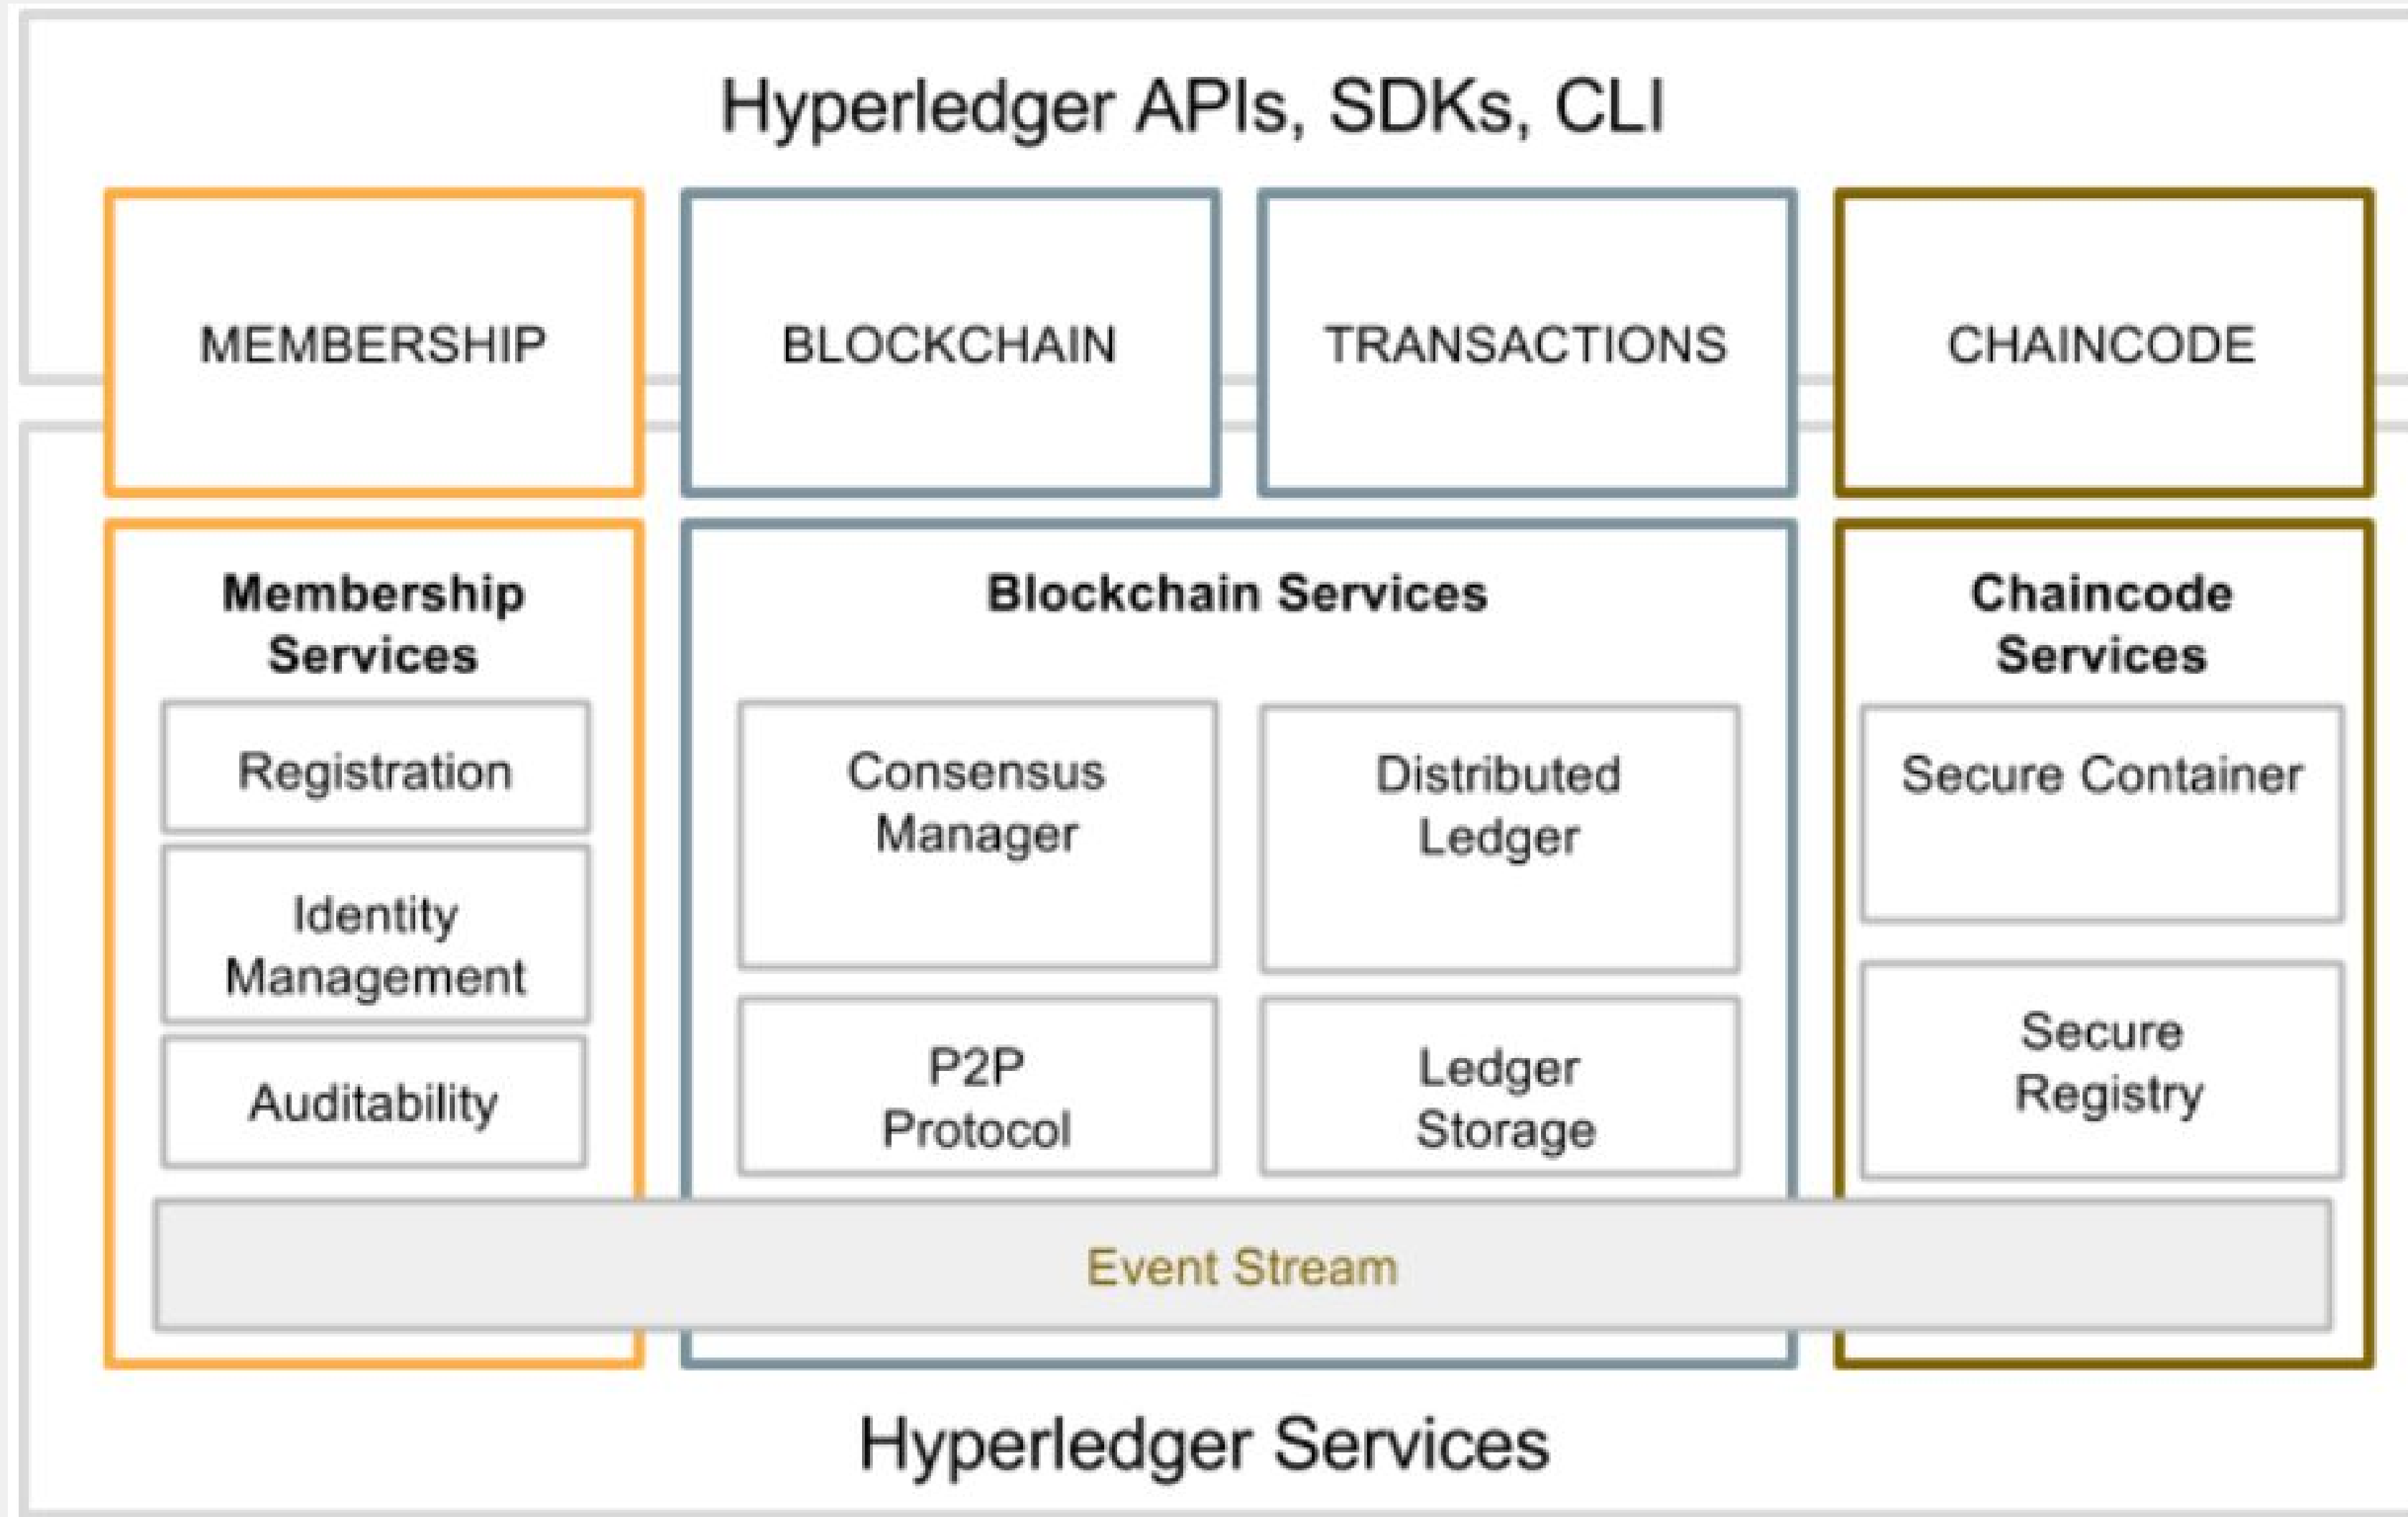 Hyperledger APIs, SDKs, CLI
MEMBERSHIP
BLOCKCHAIN
TRANSACTIONS
CHAINCODE
Membership
Services
Registration
Identity
Management
Auditability
Blockchain Services
Consensus
Manager
Distributed
Ledger
P2P
Protocol
Ledger
Storage
Chaincode
Services
Secure Container
Secure
Registry
Event Stream
Hyperledger Services